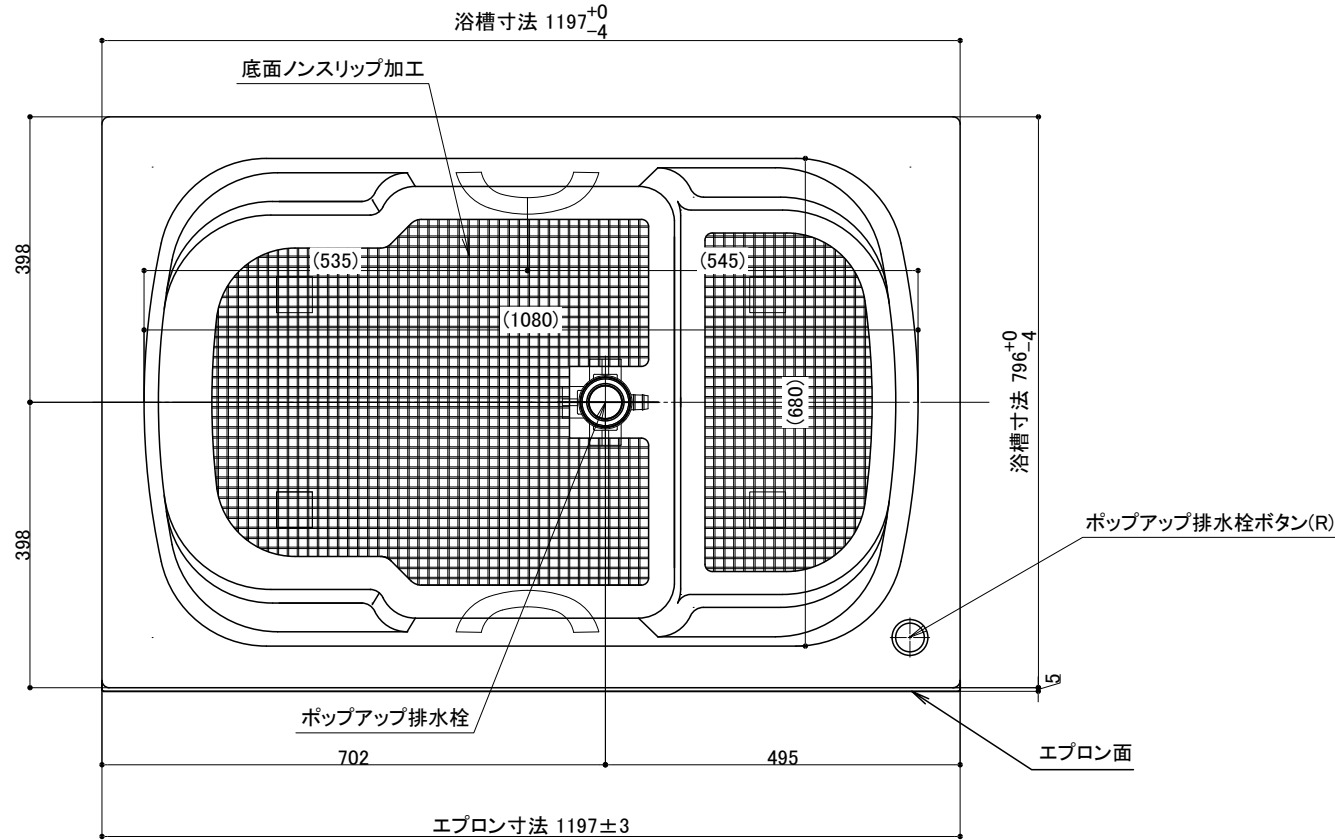 浴槽寸法 1197+0 −4
底面ノンスリップ加工
398
(535)
(545)
(1080)
(680)
浴槽寸法 796+0 −4
398
ポップアップ排水栓ボタン(R)
5
ポップアップ排水栓
エプロン面
702
495
エプロン寸法 1197±3